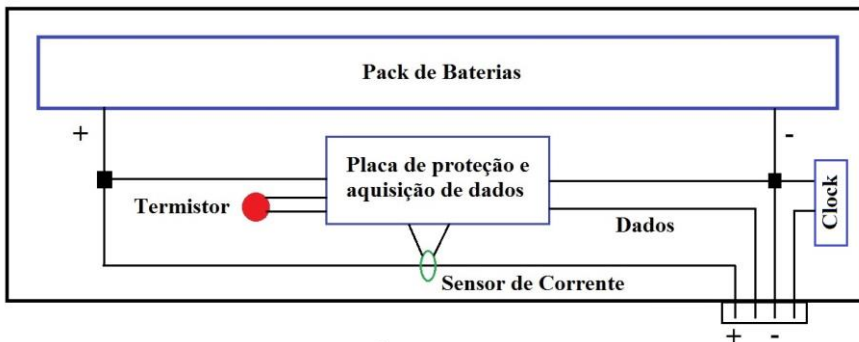 Pack de Baterias
+
-
Placa de proteção e
aquisição de dados
Termistor
Clock
Dados
Sensor de Corrente
+ -